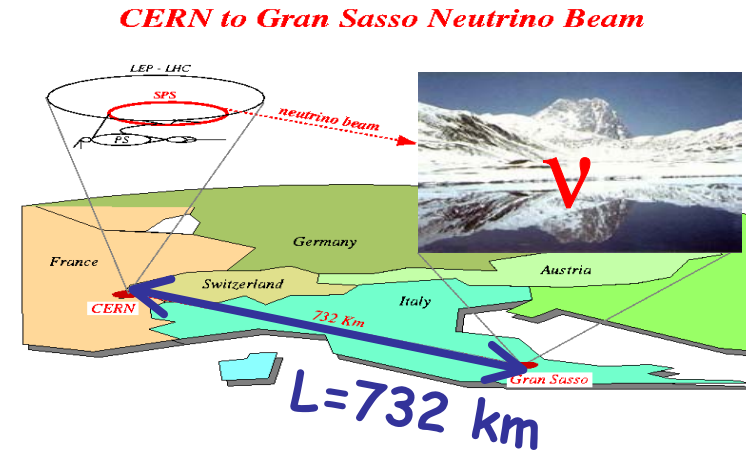 CERN to Gran Sasso Neutrino Beam
LEP - LHC
SPS
neutrino beam
PS
ν
Germany
France
Austria
Switzerland
Italy
CERN
732 Km
Gran Sasso
L=732 km